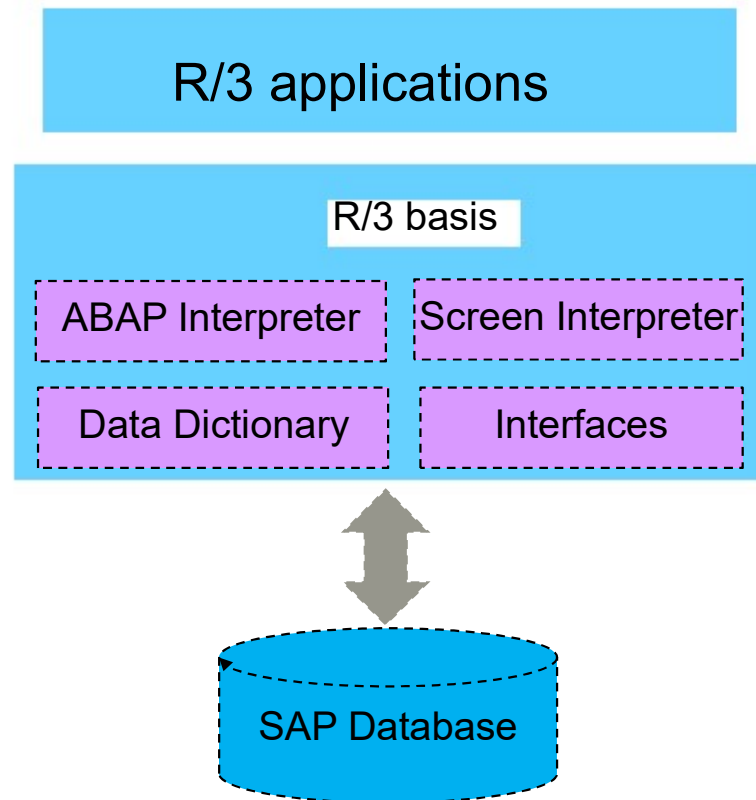 R/3 applications
R/3 basis
ABAP Interpreter
Screen Interpreter
Data Dictionary
Interfaces
SAP Database